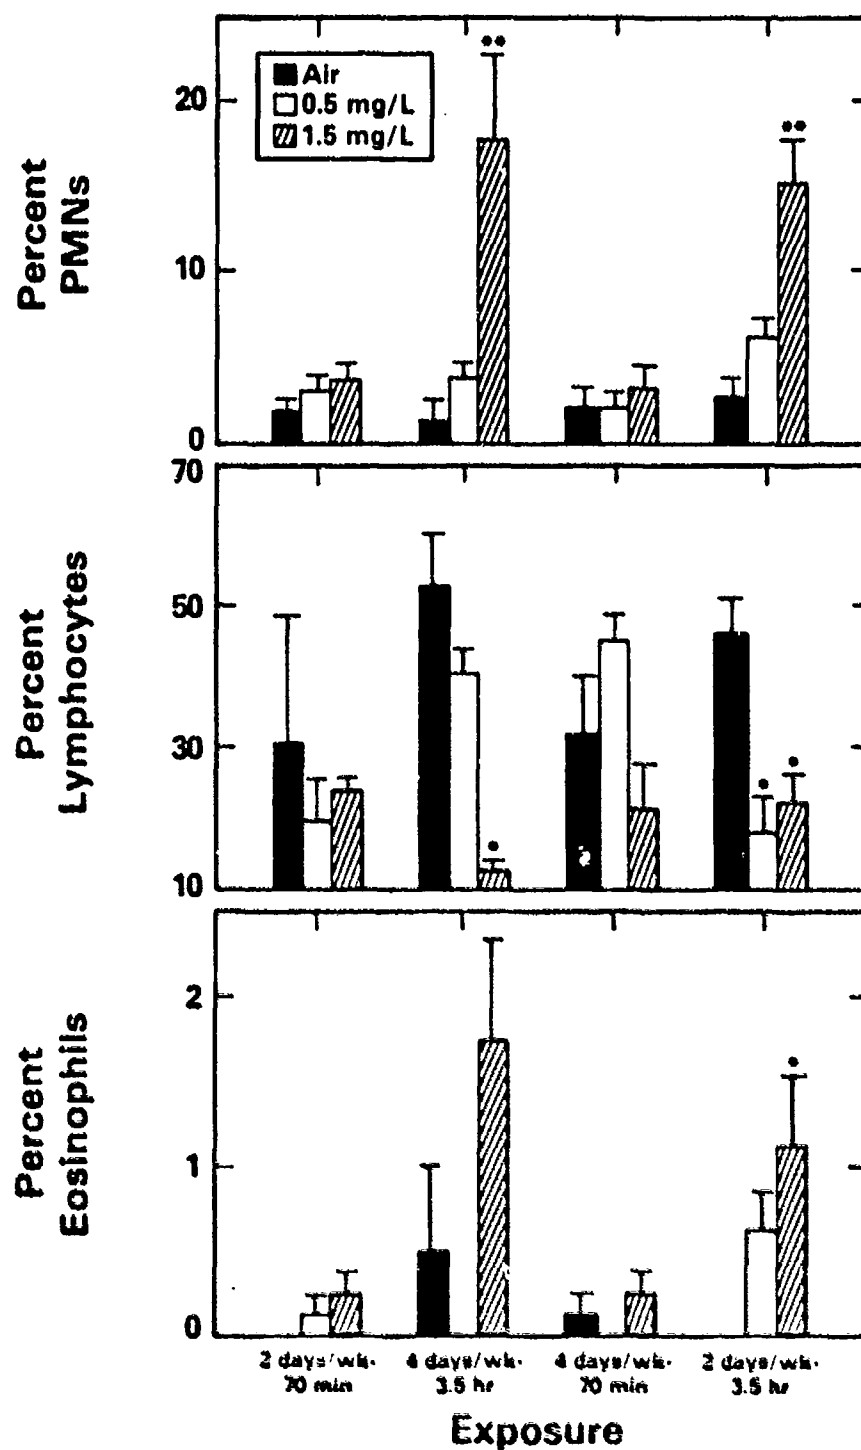 Percent
PMNs
20
10
0
Air
0.5 mg/L
1.5 mg/L
**
**
Percent
Lymphocytes
70
50
30
10
*
*
*
Percent
Eosinophils
2
1
0
*
2 days/wk-
70 min
4 days/wk-
3.5 hr
4 days/wk-
70 min
2 days/wk-
3.5 hr
Exposure